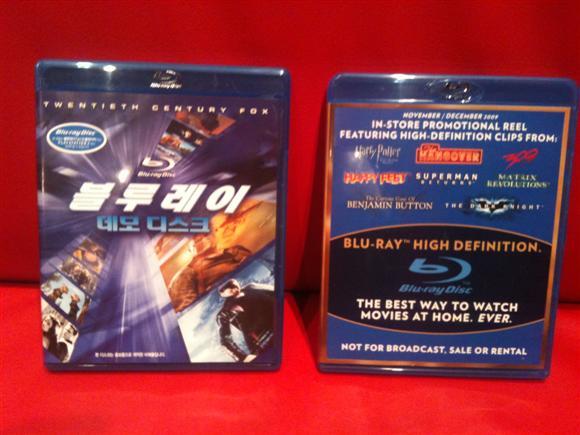 Blu-ray Disc
TWENTIETH CENTURY FOX
Blu-ray Disc
Blu-ray Disc
블루레이
데모 디스크
NOVEMBER / DECEMBER 2009
IN-STORE PROMOTIONAL REEL
FEATURING HIGH-DEFINITION CLIPS FROM:
Harry Potter
The HANGOVER
300
HAPPY FEET
SUPERMAN
RETURNS
MATRIX
REVOLUTIONS
The Curious Case Of
BENJAMIN BUTTON
THE DARK KNIGHT
BLU-RAY™ HIGH DEFINITION.
Blu-ray Disc
THE BEST WAY TO WATCH
MOVIES AT HOME. EVER.
NOT FOR BROADCAST, SALE OR RENTAL